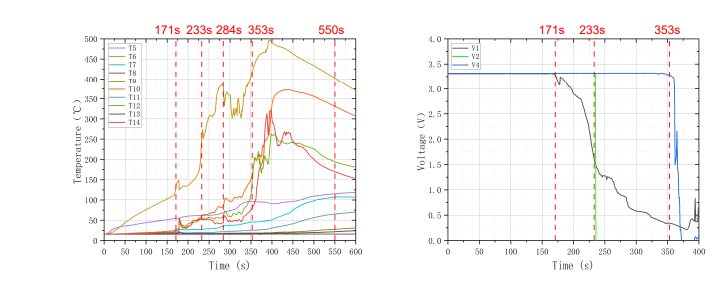 171s 233s 284s 353s 550s
500
450
400
350
300
250
200
150
100
50
0
Temperature (℃)
T5
T6
T7
T8
T9
T10
T11
T12
T13
T14
0 50 100 150 200 250 300 350 400 450 500 550 600
Time (s)
171s 233s 353s
4.0
3.5
3.0
2.5
2.0
1.5
1.0
0.5
0.0
Voltage (V)
V1
V2
V4
0 50 100 150 200 250 300 350 400
Time (s)